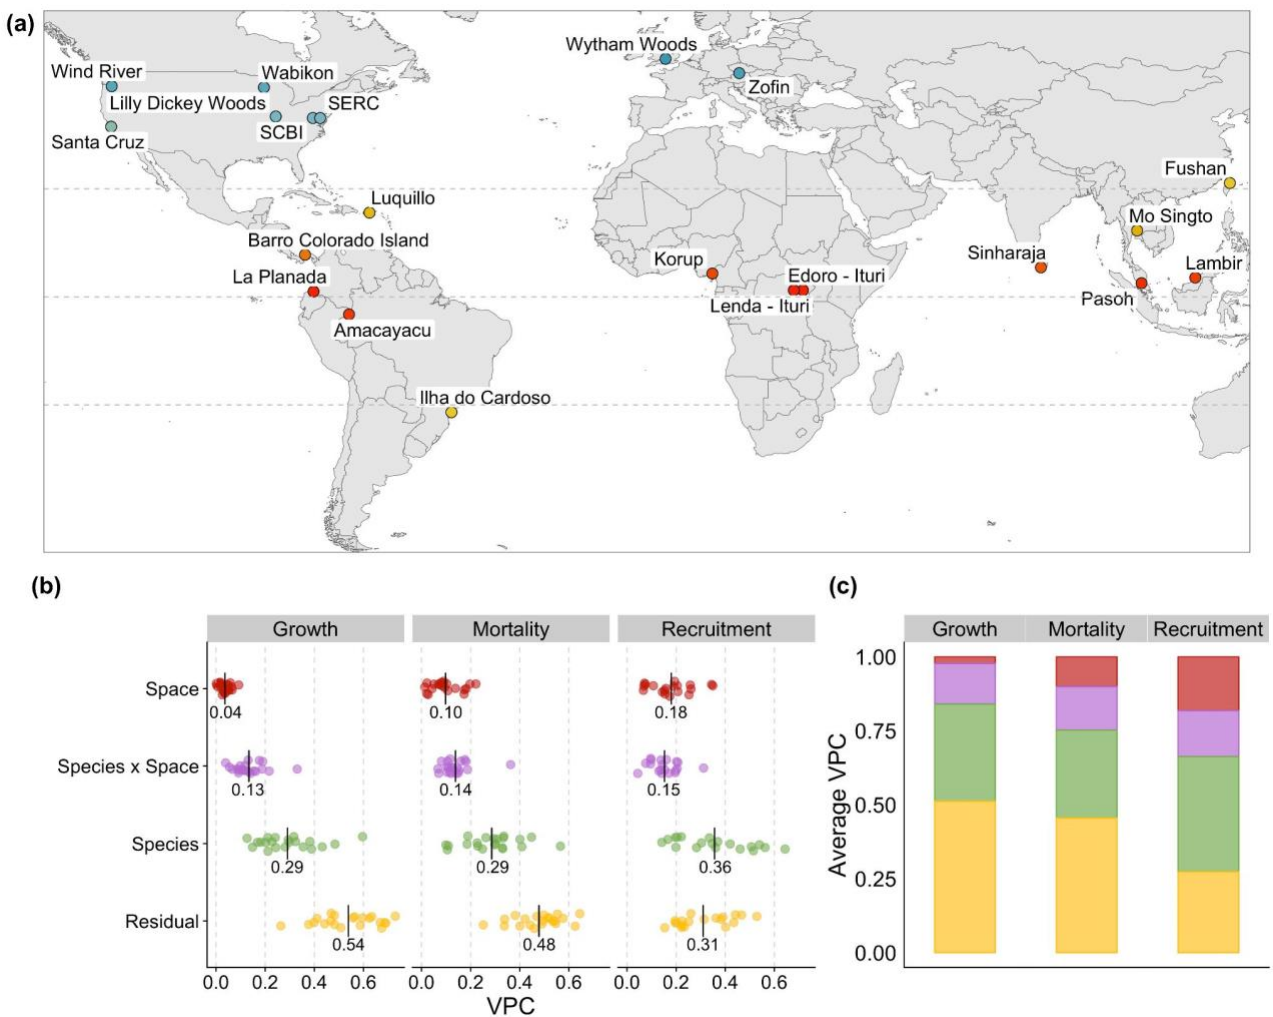 (a)
Wytham Woods
Wind River
Wabikon
Zofin
Lilly Dickey Woods
SERC
SCBI
Santa Cruz
Fushan
Luquillo
Mo Singto
Barro Colorado Island
Korup
Sinharaja
Lambir
La Planada
Edoro - Ituri
Pasoh
Lenda - Ituri
Amacayacu
Ilha do Cardoso
(b)
Growth Mortality Recruitment
Space
0.04 0.10 0.18
Species x Space
0.13 0.14 0.15
Species
0.29 0.29 0.36
Residual
0.54 0.48 0.31
0.0 0.2 0.4 0.6 0.0 0.2 0.4 0.6 0.0 0.2 0.4 0.6
VPC
(c)
Growth Mortality Recruitment
1.00
0.75
0.50
0.25
0.00
Average VPC